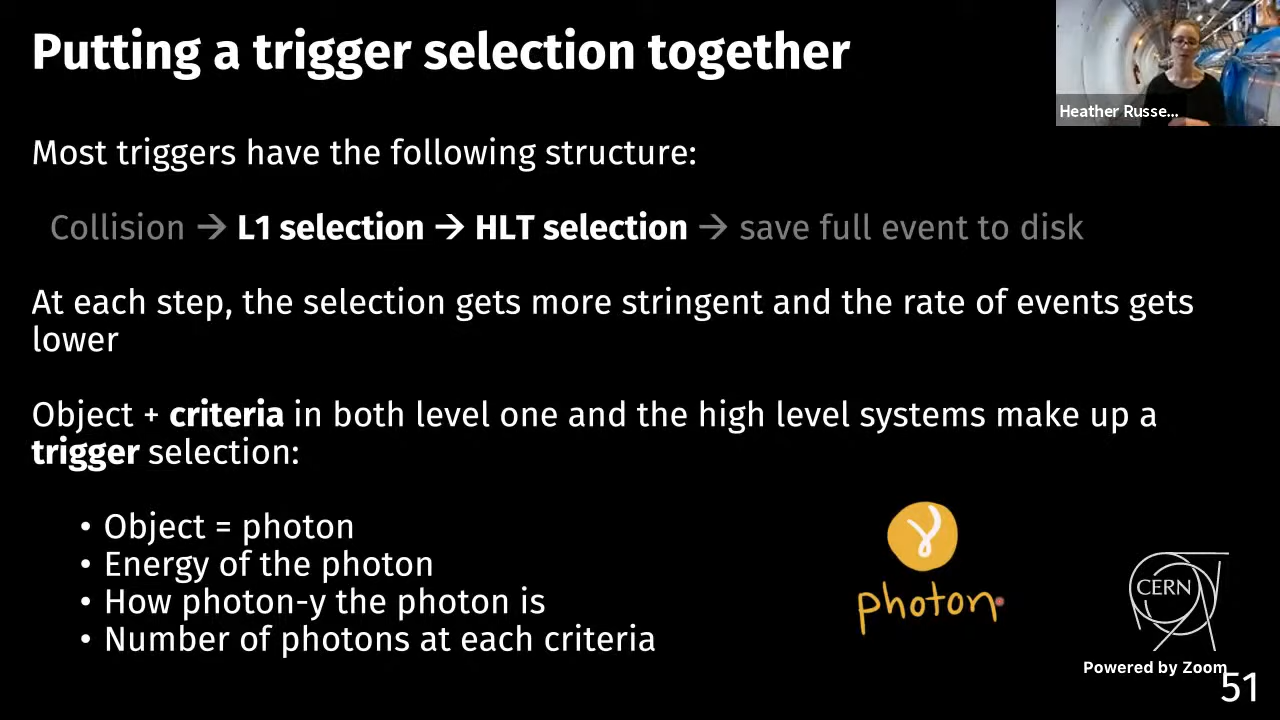 Putting a trigger selection together
Heather Russe...
Most triggers have the following structure:
Collision → L1 selection → HLT selection → save full event to disk
At each step, the selection gets more stringent and the rate of events gets
lower
Object + criteria in both level one and the high level systems make up a
trigger selection:
• Object = photon
• Energy of the photon
• How photon-y the photon is
• Number of photons at each criteria
γ
photon
CERN
Powered by Zoom
51